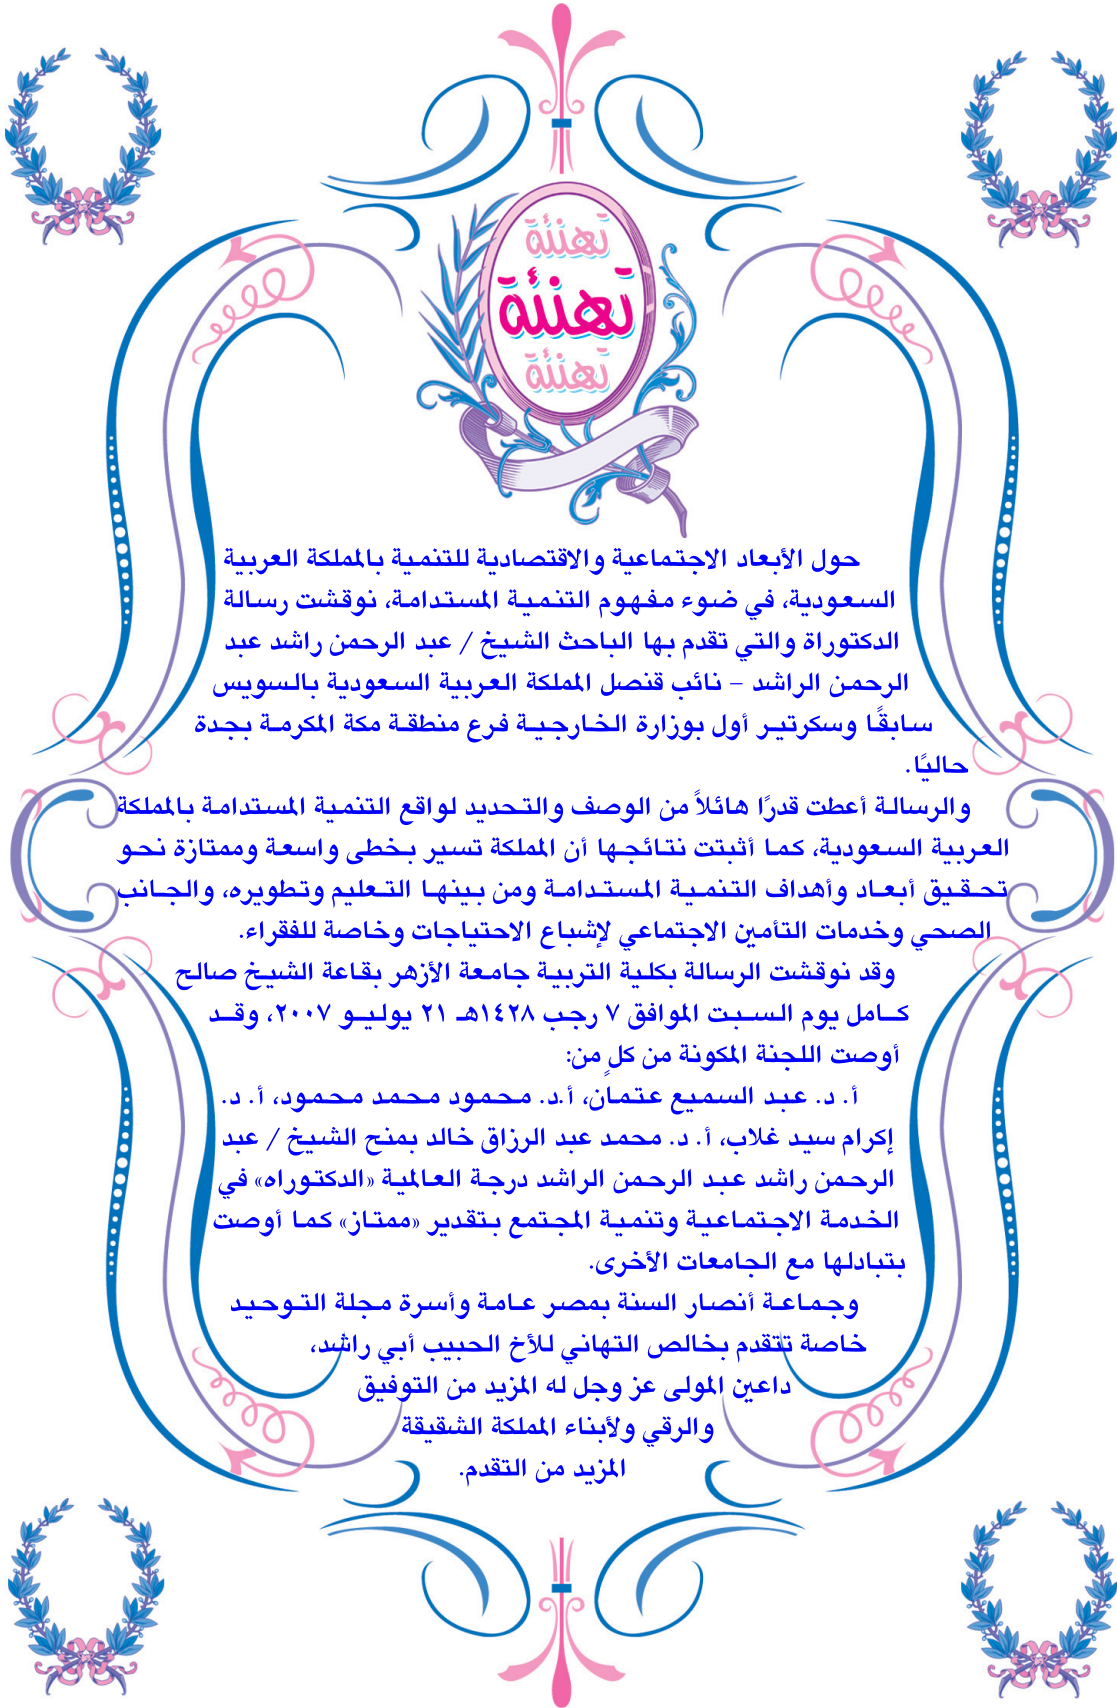 تهنئة
تهنئة
تهنئة
حول الأبعاد الاجتماعية والاقتصادية للتنمية بالمملكة العربية
السعودية، في ضوء مفهوم التنمية المستدامة، نوقشت رسالة
الدكتوراة والتي تقدم بها الباحث الشيخ / عبد الرحمن راشد عبد
الرحمن الراشد – نائب قنصل المملكة العربية السعودية بالسويس
سابقًا وسكرتير أول بوزارة الخارجية فرع منطقة مكة المكرمة بجدة
حاليًا.
والرسالة أعطت قدرًا هائلاً من الوصف والتحديد لواقع التنمية المستدامة بالمملكة
العربية السعودية، كما أثبتت نتائجها أن المملكة تسير بخطى واسعة وممتازة نحو
تحقيق أبعاد وأهداف التنمية المستدامة ومن بينها التعليم وتطويره، والجانب
الصحي وخدمات التأمين الاجتماعي لإشباع الاحتياجات وخاصة للفقراء.
وقد نوقشت الرسالة بكلية التربية جامعة الأزهر بقاعة الشيخ صالح
كامل يوم السبت الموافق ٧ رجب ١٤٢٨هـ ٢١ يوليو ٢٠٠٧، وقد
أوصت اللجنة المكونة من كلٍ من:
أ. د. عبد السميع عتمان، أ.د. محمود محمد محمود، أ. د.
إكرام سيد غلاب، أ. د. محمد عبد الرزاق خالد بمنح الشيخ / عبد
الرحمن راشد عبد الرحمن الراشد درجة العالمية «الدكتوراه» في
الخدمة الاجتماعية وتنمية المجتمع بتقدير «ممتاز» كما أوصت
بتبادلها مع الجامعات الأخرى.
وجماعة أنصار السنة بمصر عامة وأسرة مجلة التوحيد
خاصة تتقدم بخالص التهاني للأخ الحبيب أبي راشد،
داعين المولى عز وجل له المزيد من التوفيق
والرقي ولأبناء المملكة الشقيقة
المزيد من التقدم.